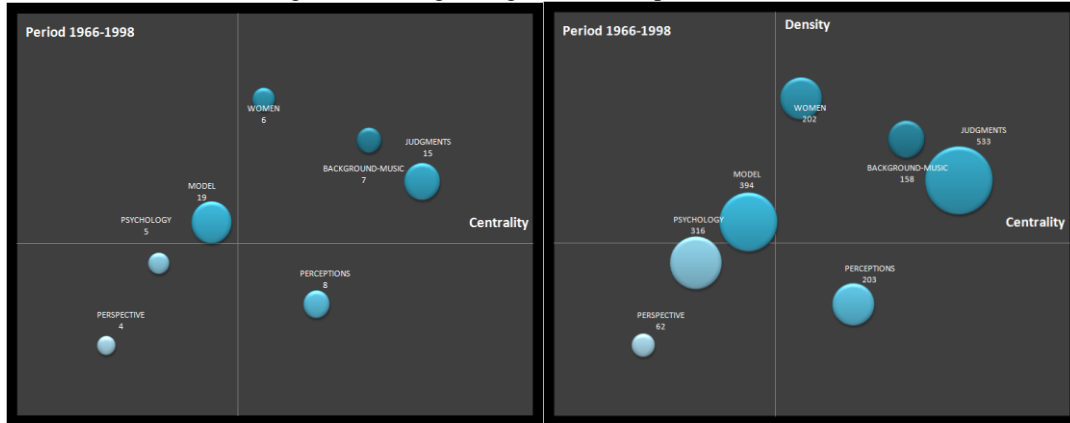 Period 1966-1998
WOMEN
6
JUDGMENTS
15
BACKGROUND-MUSIC
7
MODEL
19
PSYCHOLOGY
5
Centrality
PERCEPTIONS
8
PERSPECTIVE
4
Period 1966-1998
Density
WOMEN
202
JUDGMENTS
533
BACKGROUND-MUSIC
158
MODEL
394
PSYCHOLOGY
316
Centrality
PERCEPTIONS
203
PERSPECTIVE
62